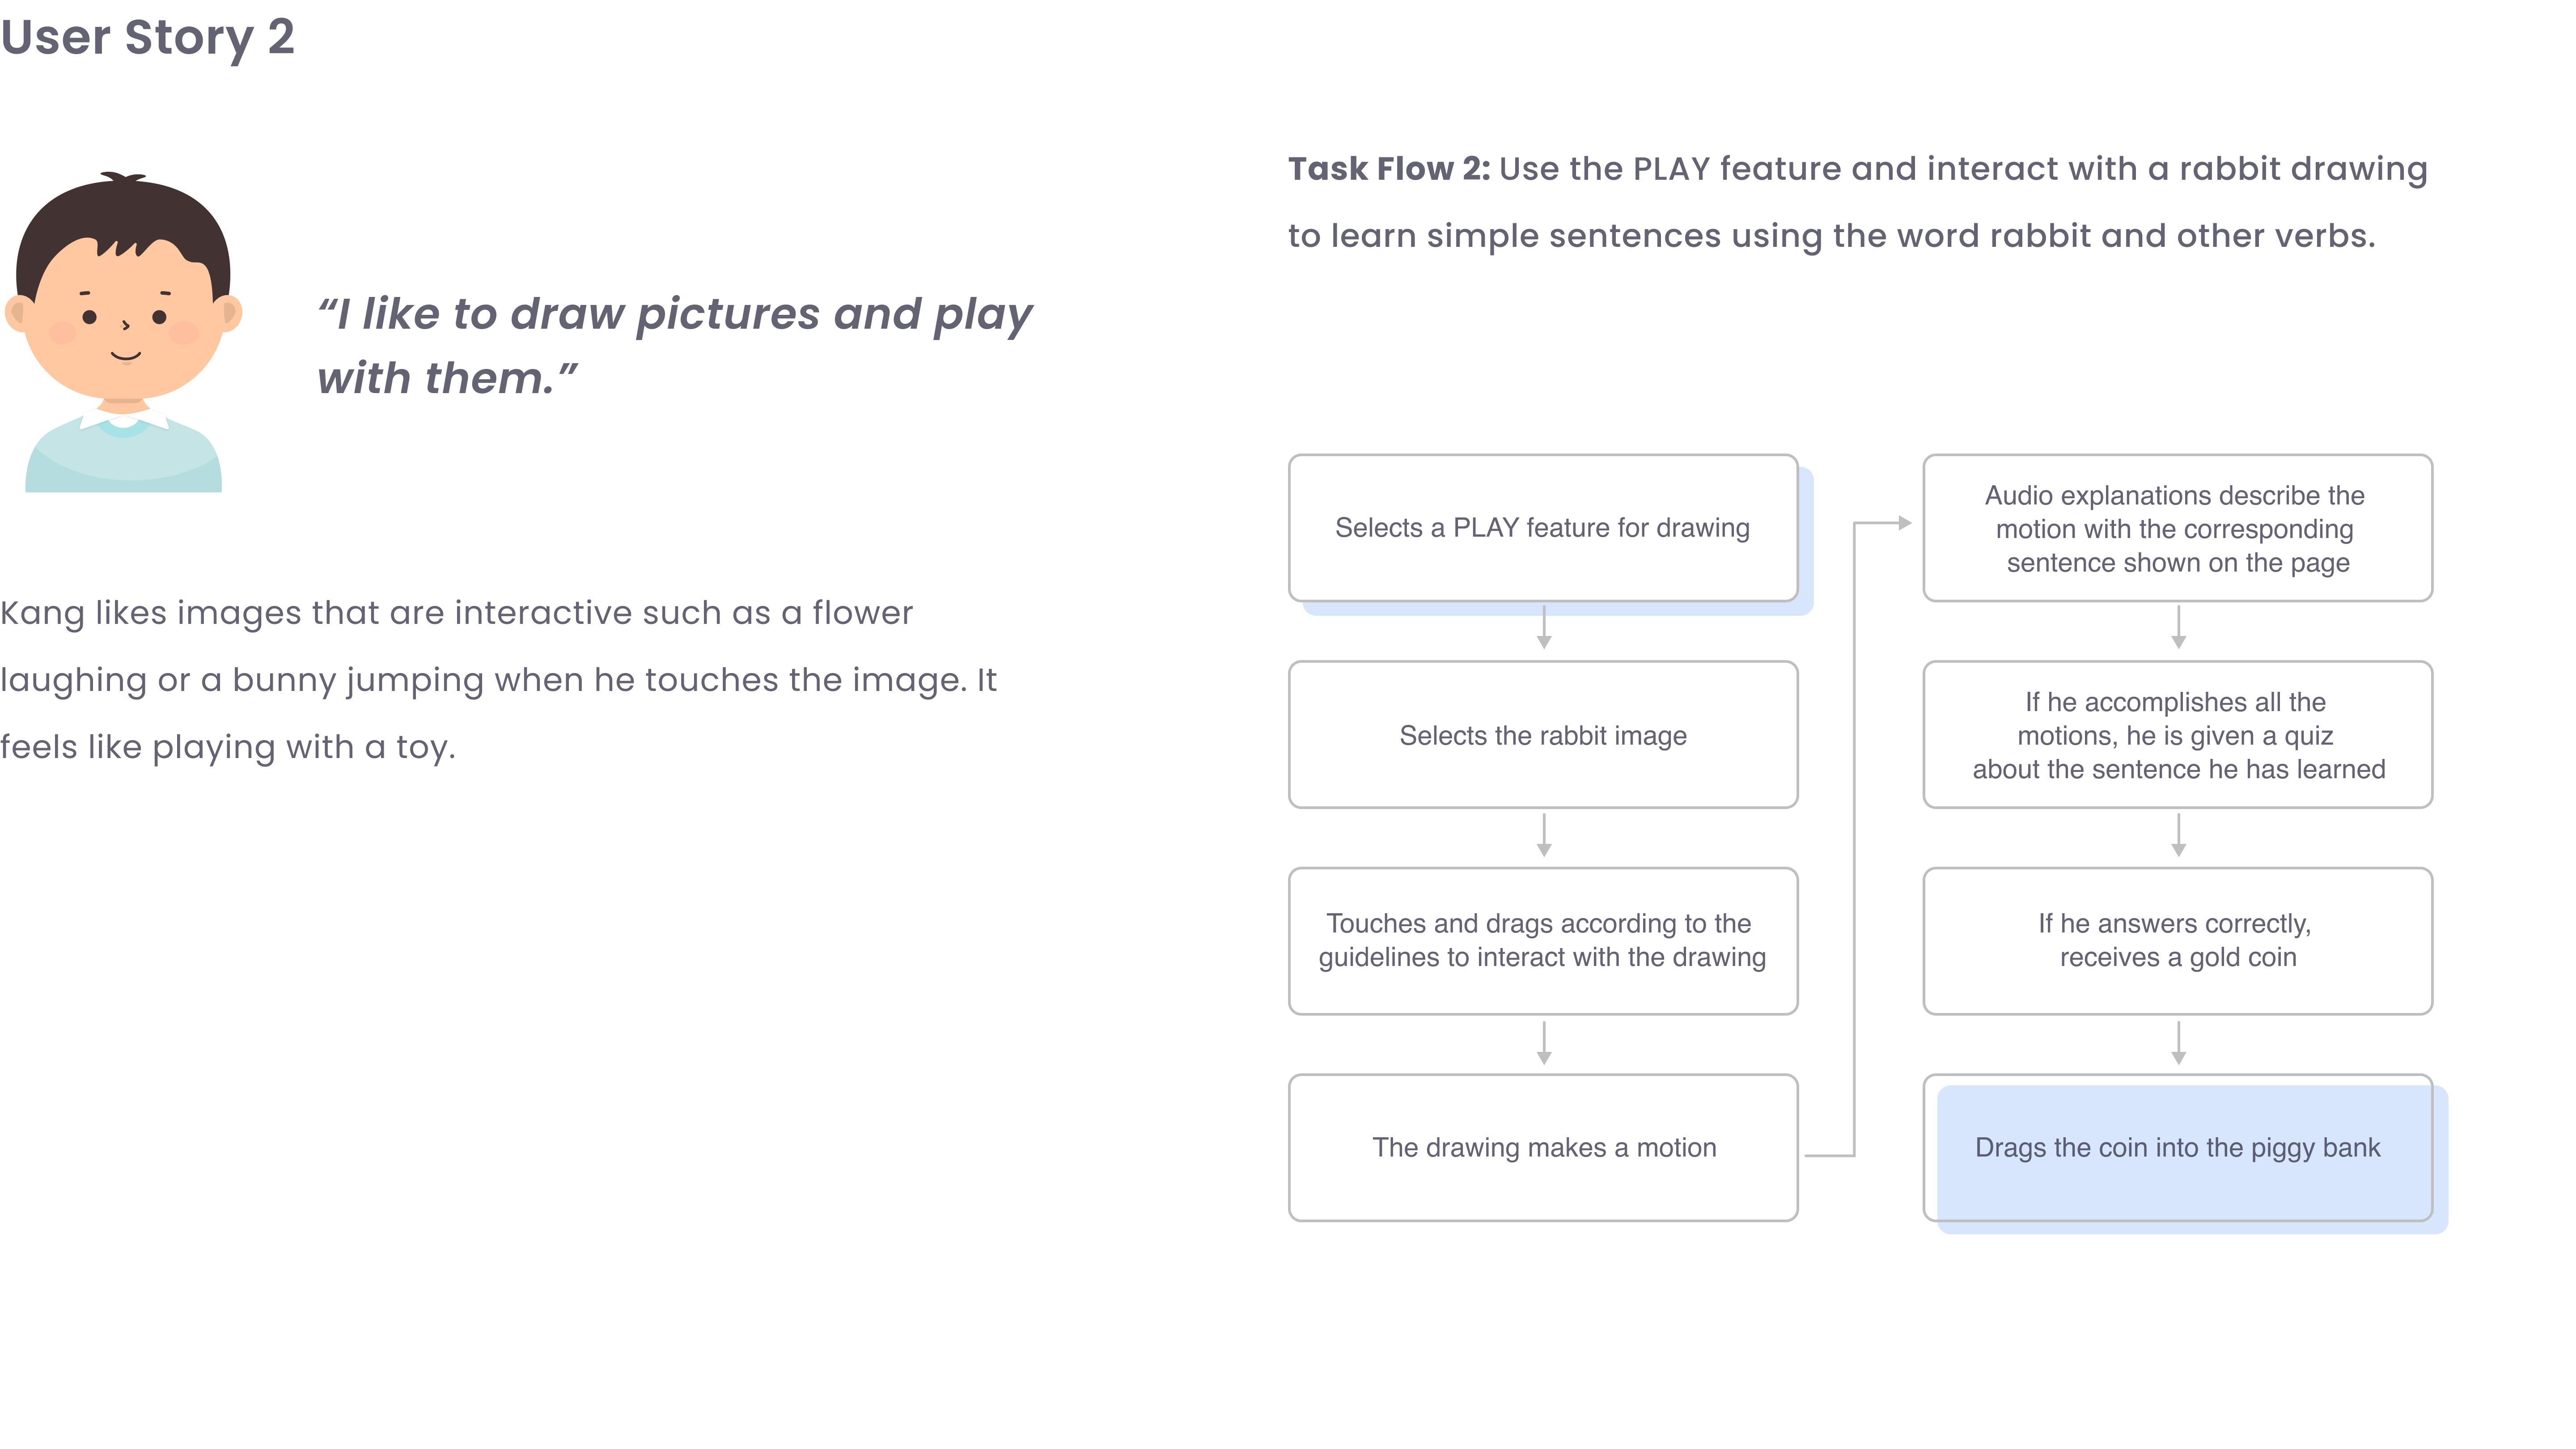 User Story 2
“I like to draw pictures and play
with them.”
Kang likes images that are interactive such as a flower
laughing or a bunny jumping when he touches the image. It
feels like playing with a toy.
Task Flow 2: Use the PLAY feature and interact with a rabbit drawing
to learn simple sentences using the word rabbit and other verbs.
Selects a PLAY feature for drawing
Selects the rabbit image
Touches and drags according to the
guidelines to interact with the drawing
The drawing makes a motion
Audio explanations describe the
motion with the corresponding
sentence shown on the page
If he accomplishes all the
motions, he is given a quiz
about the sentence he has learned
If he answers correctly,
receives a gold coin
Drags the coin into the piggy bank